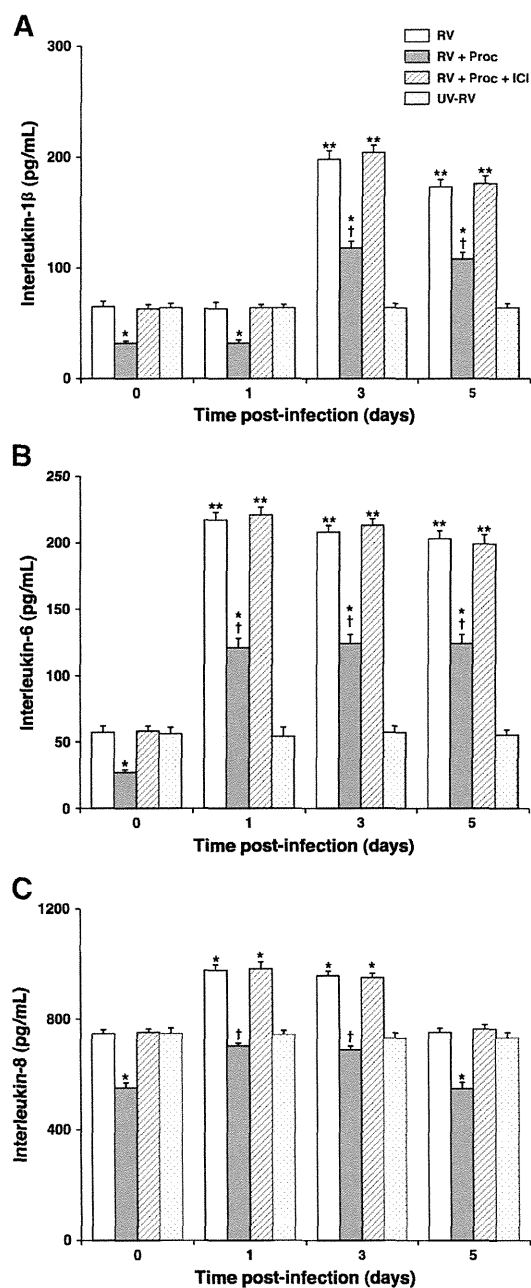 A
RV
RV + Proc
RV + Proc + ICI
UV-RV
Interleukin-1β (pg/mL)
300
200
100
0
** ** ** **
* * * † * †
0 1 3 5
Time post-infection (days)
B
Interleukin-6 (pg/mL)
250
200
150
100
50
0
** ** ** ** ** **
* * † * † * †
0 1 3 5
Time post-infection (days)
C
Interleukin-8 (pg/mL)
1200
800
400
0
* * * *
* † † *
0 1 3 5
Time post-infection (days)